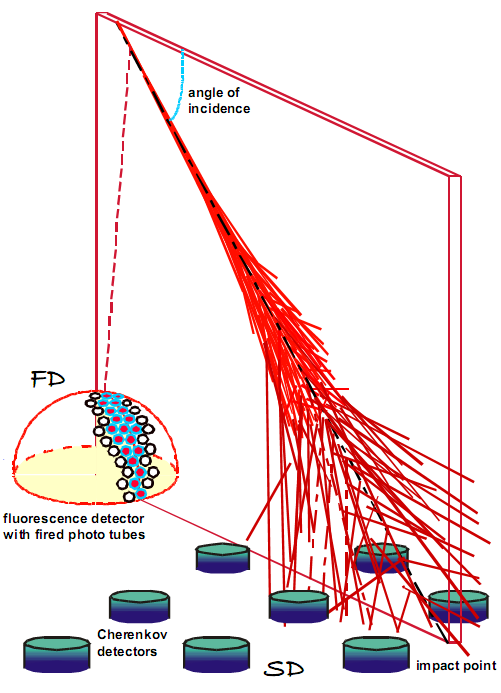 angle of
incidence
FD
fluorescence detector
with fired photo tubes
Cherenkov
detectors
SD
impact point